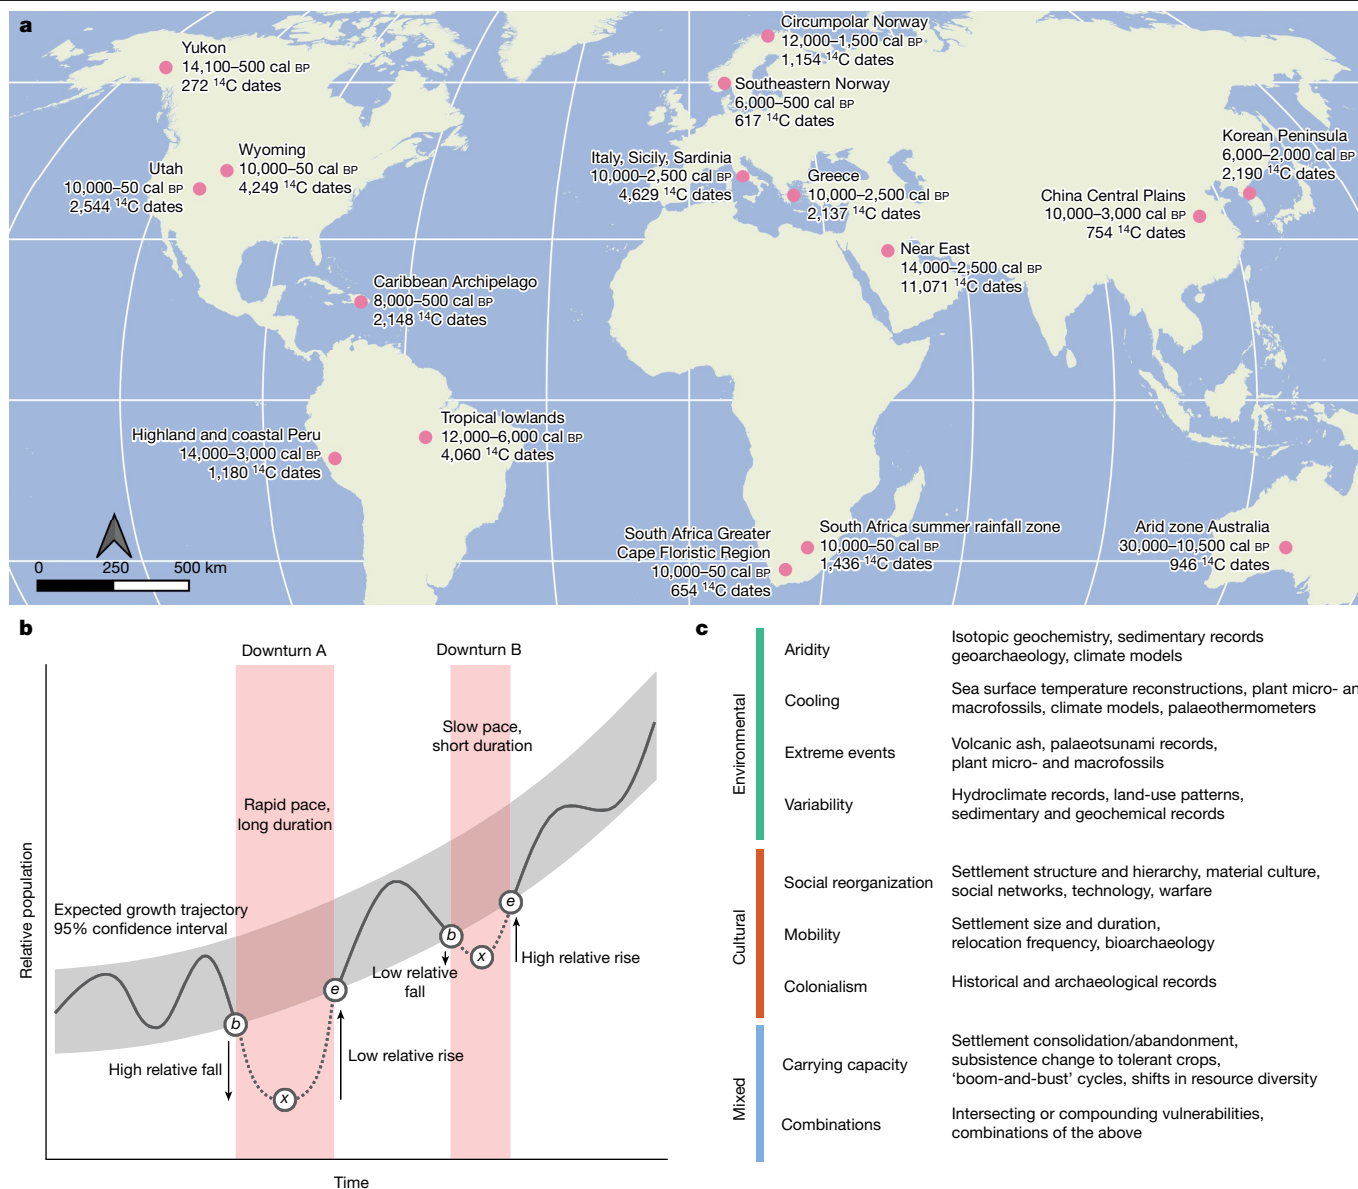 a
Circumpolar Norway
12,000–1,500 cal BP
1,154 ¹⁴C dates
Yukon
14,100–500 cal BP
272 ¹⁴C dates
Southeastern Norway
6,000–500 cal BP
617 ¹⁴C dates
Wyoming
10,000–50 cal BP
4,249 ¹⁴C dates
Utah
10,000–50 cal BP
2,544 ¹⁴C dates
Italy, Sicily, Sardinia
10,000–2,500 cal BP
4,629 ¹⁴C dates
Greece
10,000–2,500 cal BP
2,137 ¹⁴C dates
Korean Peninsula
6,000–2,000 cal BP
2,190 ¹⁴C dates
China Central Plains
10,000–3,000 cal BP
754 ¹⁴C dates
Near East
14,000–2,500 cal BP
11,071 ¹⁴C dates
Caribbean Archipelago
8,000–500 cal BP
2,148 ¹⁴C dates
Tropical lowlands
12,000–6,000 cal BP
4,060 ¹⁴C dates
Highland and coastal Peru
14,000–3,000 cal BP
1,180 ¹⁴C dates
South Africa Greater
Cape Floristic Region
10,000–50 cal BP
654 ¹⁴C dates
South Africa summer rainfall zone
10,000–50 cal BP
1,436 ¹⁴C dates
Arid zone Australia
30,000–10,500 cal BP
946 ¹⁴C dates
0 250 500 km
b
Downturn A
Downturn B
Slow pace,
short duration
Rapid pace,
long duration
Expected growth trajectory
95% confidence interval
b
x
e
b
x
e
High relative fall
Low relative rise
Low relative
fall
High relative rise
Relative population
Time
c
Environmental
Aridity
Isotopic geochemistry, sedimentary records
geoarchaeology, climate models
Cooling
Sea surface temperature reconstructions, plant micro- an
macrofossils, climate models, palaeothermometers
Extreme events
Volcanic ash, palaeotsunami records,
plant micro- and macrofossils
Variability
Hydroclimate records, land-use patterns,
sedimentary and geochemical records
Cultural
Social reorganization
Settlement structure and hierarchy, material culture,
social networks, technology, warfare
Mobility
Settlement size and duration,
relocation frequency, bioarchaeology
Colonialism
Historical and archaeological records
Mixed
Carrying capacity
Settlement consolidation/abandonment,
subsistence change to tolerant crops,
‘boom-and-bust’ cycles, shifts in resource diversity
Combinations
Intersecting or compounding vulnerabilities,
combinations of the above